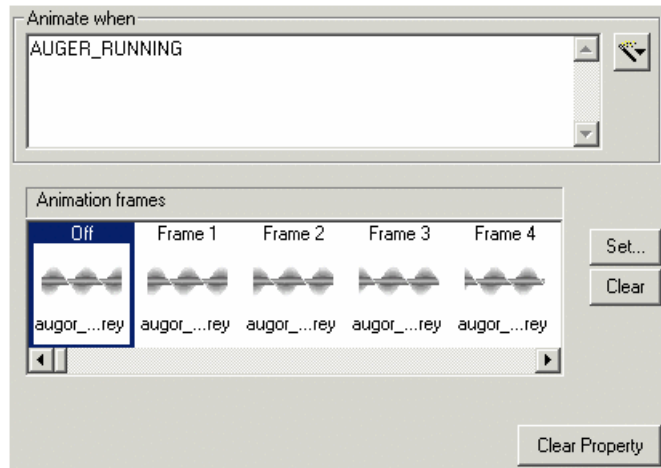 Animate when
AUGER_RUNNING
Animation frames
Off Frame 1 Frame 2 Frame 3 Frame 4
augor_...rey augor_...rey augor_...rey augor_...rey augor_...rey
Set...
Clear
Clear Property